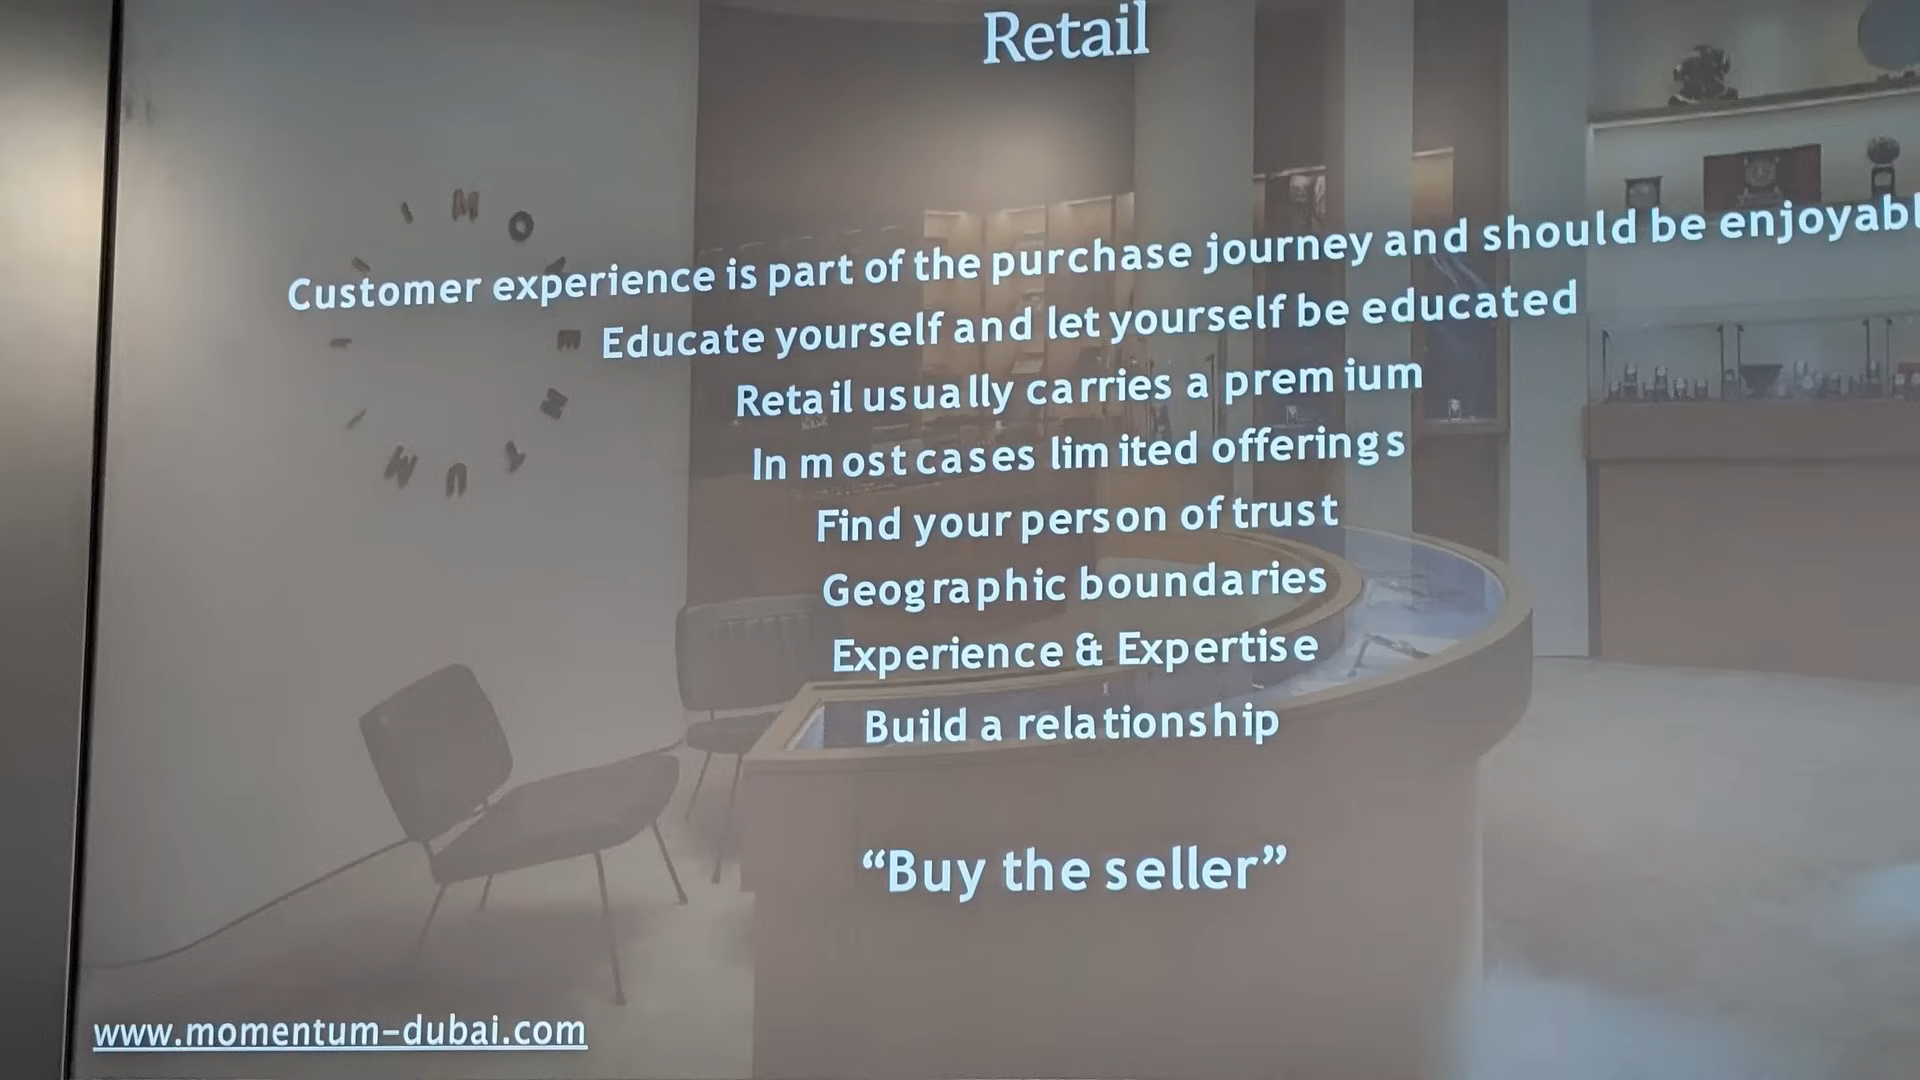 Retail
Customer experience is part of the purchase journey and should be enjoyabl
Educate yourself and let yourself be educated
Retail usually carries a premium
In most cases limited offerings
Find your person of trust
Geographic boundaries
Experience & Expertise
Build a relationship
“Buy the seller”
www.momentum-dubai.com
MOMENTUM